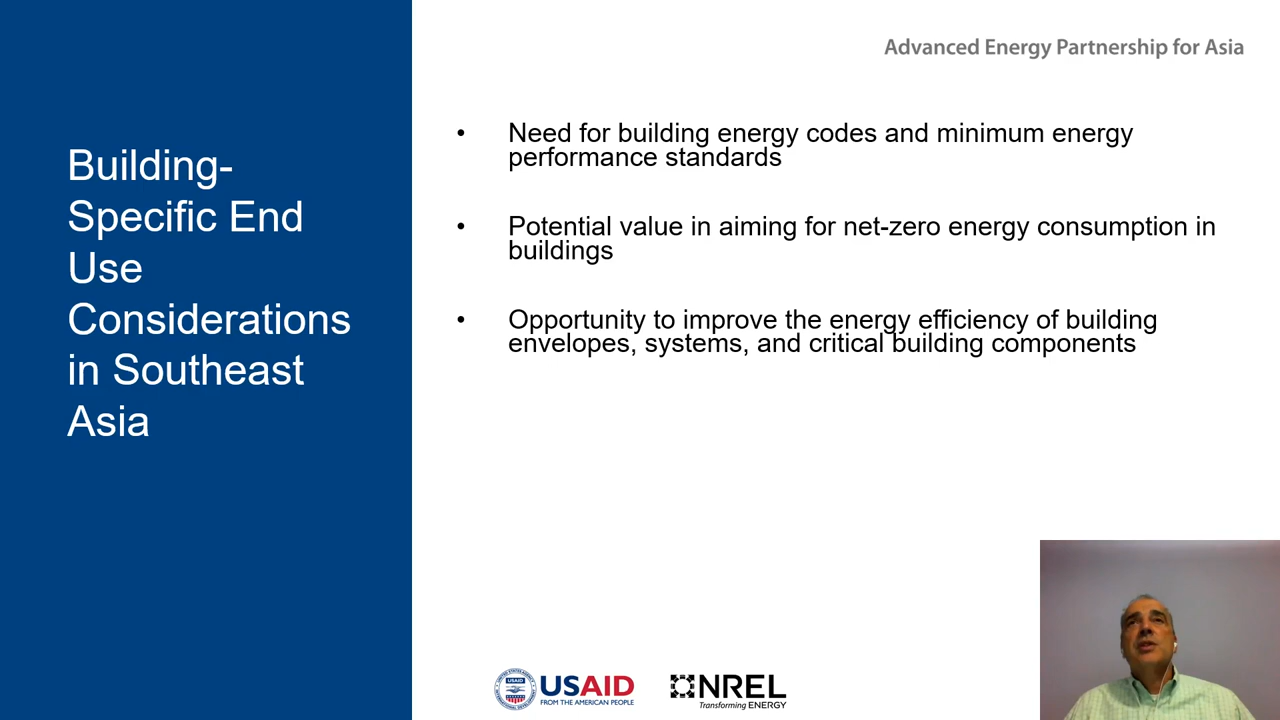 Advanced Energy Partnership for Asia
Building-
Specific End
Use
Considerations
in Southeast
Asia
• Need for building energy codes and minimum energy
performance standards
• Potential value in aiming for net-zero energy consumption in
buildings
• Opportunity to improve the energy efficiency of building
envelopes, systems, and critical building components
USAID
USAID
FROM THE AMERICAN PEOPLE
NREL
Transforming ENERGY